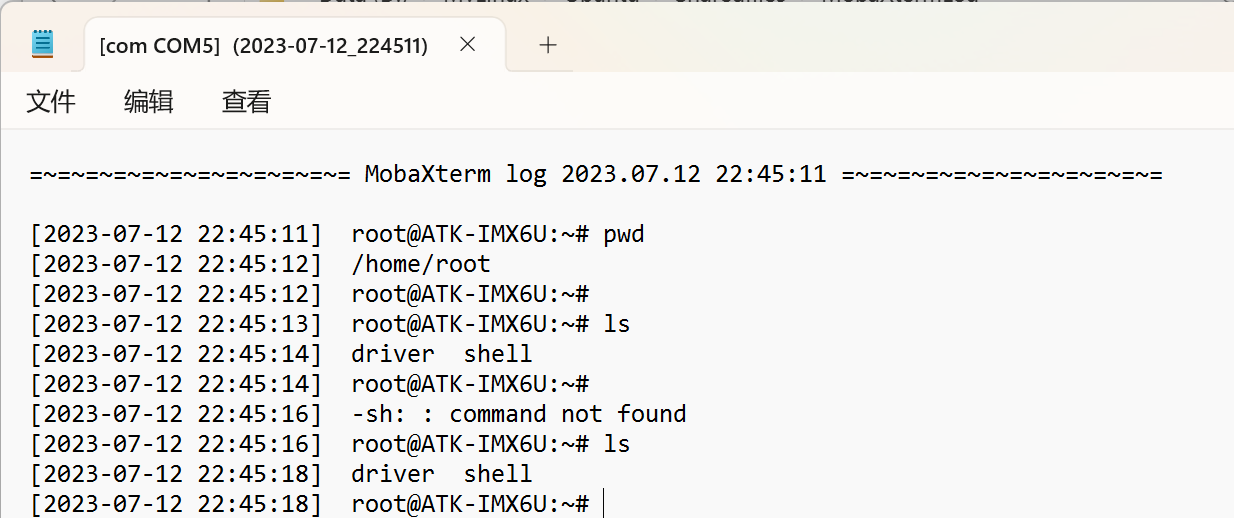 [com COM5] (2023-07-12_224511)
文件 编辑 查看
=~=~=~=~=~=~=~=~=~=~=~= MobaXterm log 2023.07.12 22:45:11 =~=~=~=~=~=~=~=~=~=~=~=
[2023-07-12 22:45:11]  root@ATK-IMX6U:~# pwd
[2023-07-12 22:45:12]  /home/root
[2023-07-12 22:45:12]  root@ATK-IMX6U:~#
[2023-07-12 22:45:13]  root@ATK-IMX6U:~# ls
[2023-07-12 22:45:14]  driver  shell
[2023-07-12 22:45:14]  root@ATK-IMX6U:~#
[2023-07-12 22:45:16]  -sh: : command not found
[2023-07-12 22:45:16]  root@ATK-IMX6U:~# ls
[2023-07-12 22:45:18]  driver  shell
[2023-07-12 22:45:18]  root@ATK-IMX6U:~#